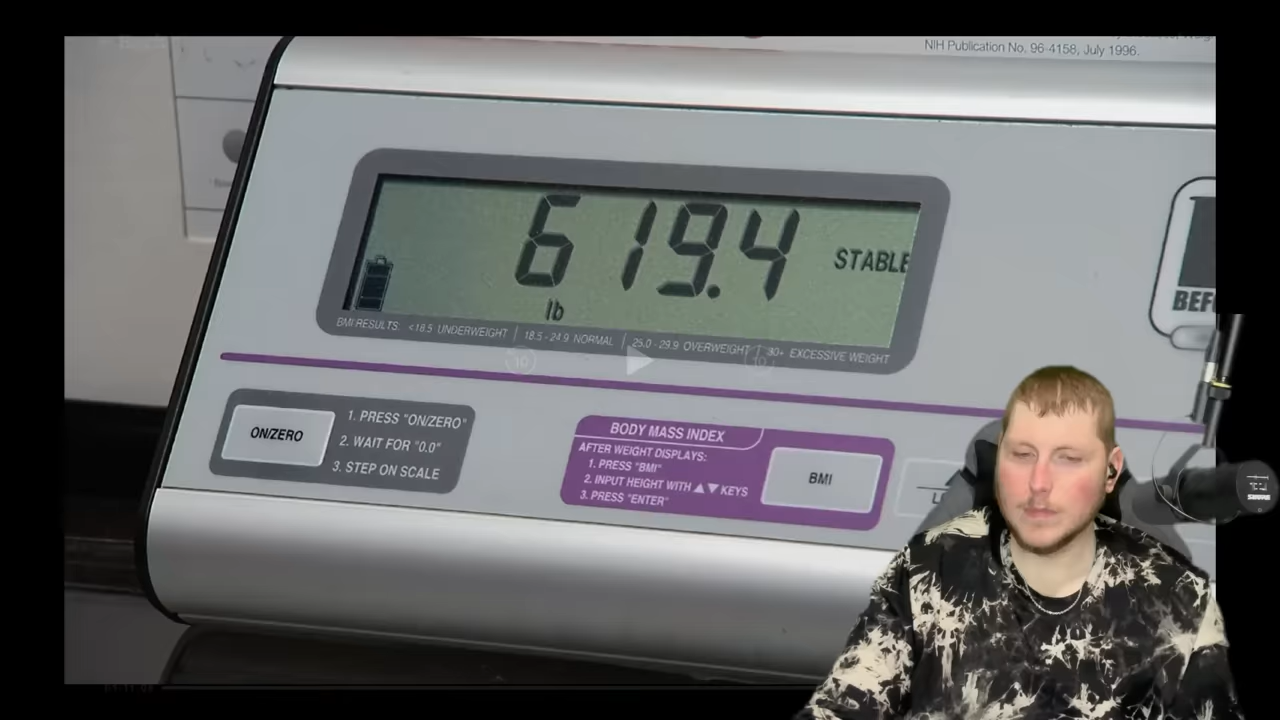 NIH Publication No. 96-4158, July 1996.
619.4
STABLE
lb
BMI RESULTS: <18.5 UNDERWEIGHT | 18.5 - 24.9 NORMAL | 25.0 - 29.9 OVERWEIGHT | 30+ EXCESSIVE WEIGHT
10
10
ON/ZERO
1. PRESS "ON/ZERO"
2. WAIT FOR "0.0"
3. STEP ON SCALE
BODY MASS INDEX
AFTER WEIGHT DISPLAYS:
1. PRESS "BMI"
2. INPUT HEIGHT WITH ▲▼ KEYS
3. PRESS "ENTER"
BMI
SHURE